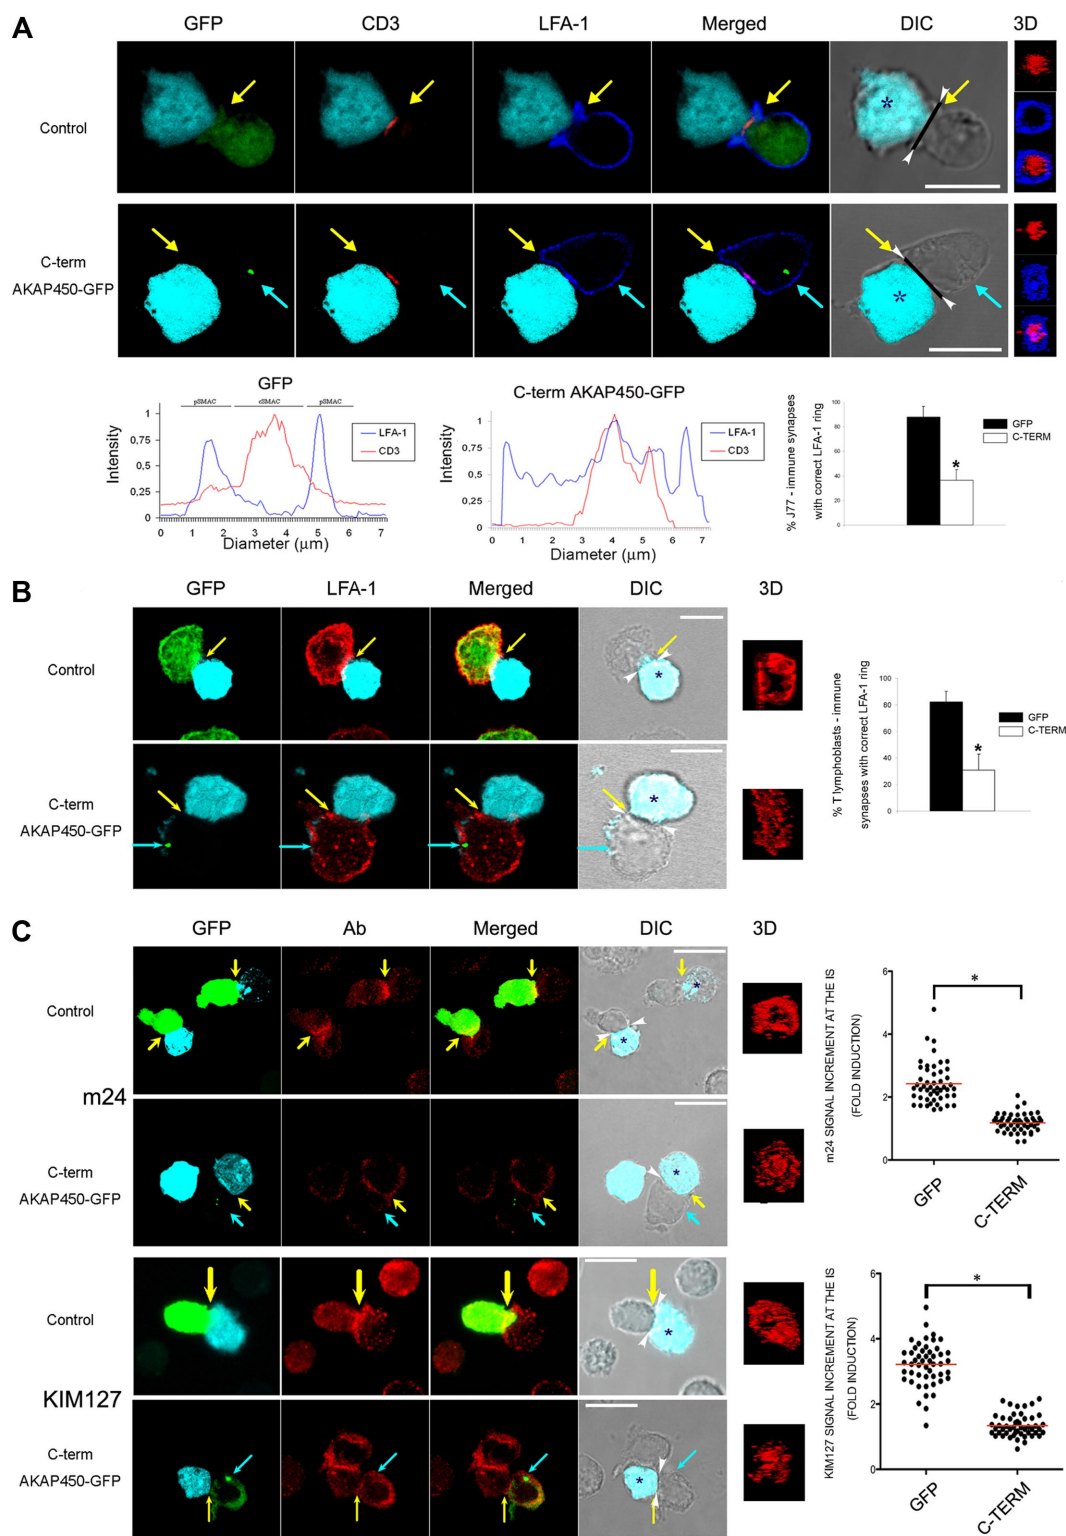 A
GFP CD3 LFA-1 Merged DIC 3D
Control
*
C-term
AKAP450-GFP
*
GFP
pSMAC cSMAC pSMAC
Intensity
1
0,75
0,5
0,25
0
0 1 2 3 4 5 6 7
Diameter (μm)
LFA-1
CD3
C-term AKAP450-GFP
Intensity
1
0,75
0,5
0,25
0
0 1 2 3 4 5 6 7
Diameter (μm)
LFA-1
CD3
% J77 - immune synapses
with correct LFA-1 ring
100
80
60
40
20
0
*
GFP
C-TERM
B
GFP LFA-1 Merged DIC 3D
Control
*
C-term
AKAP450-GFP
*
% T lymphoblasts - immune
synapses with correct LFA-1 ring
100
80
60
40
20
0
*
GFP
C-TERM
C
GFP Ab Merged DIC 3D
Control
*
*
m24
C-term
AKAP450-GFP
*
m24 SIGNAL INCREMENT AT THE IS
(FOLD INDUCTION)
6
4
2
0
*
GFP
C-TERM
Control
*
KIM127
C-term
AKAP450-GFP
*
KIM127 SIGNAL INCREMENT AT THE IS
(FOLD INDUCTION)
6
4
2
0
*
GFP
C-TERM